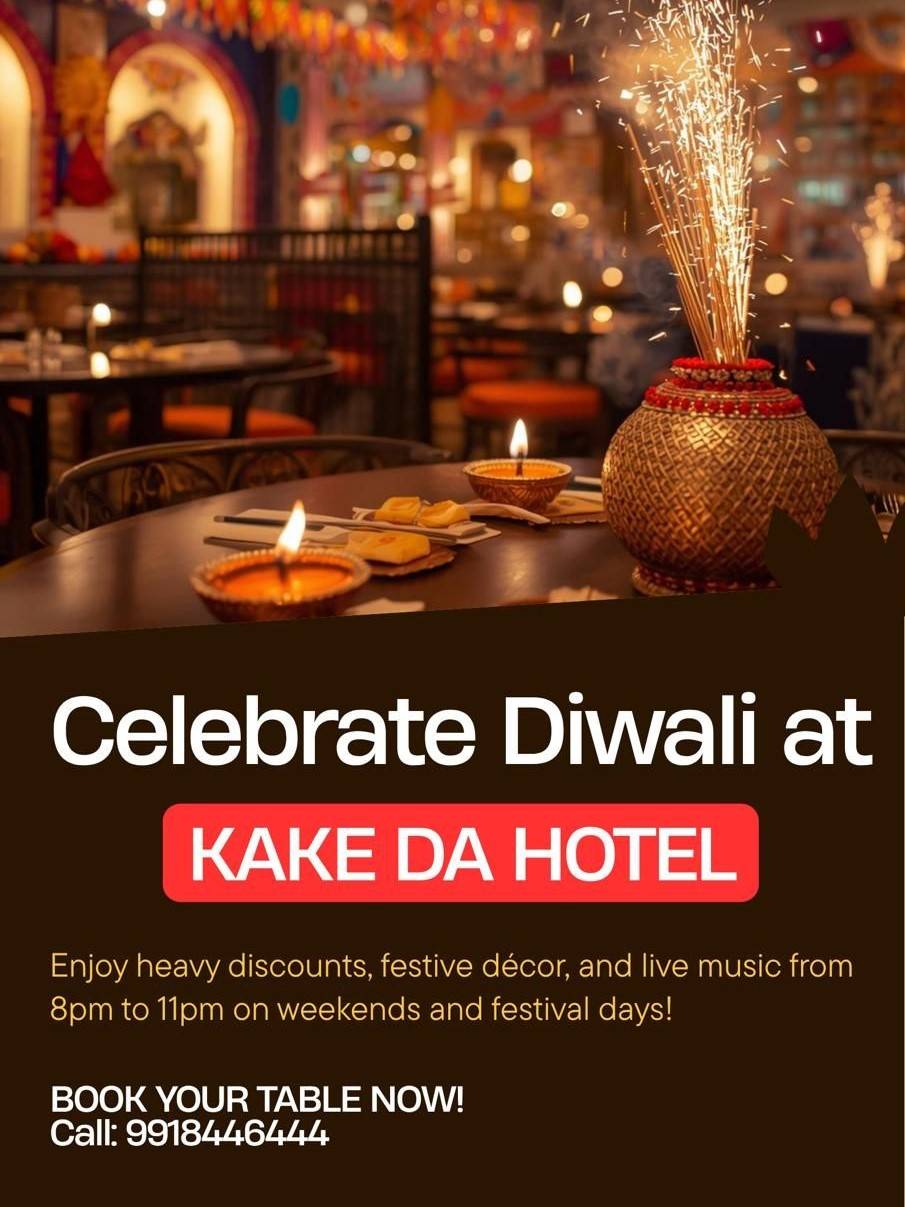 Celebrate Diwali at
KAKE DA HOTEL
Enjoy heavy discounts, festive décor, and live music from
8pm to 11pm on weekends and festival days!
BOOK YOUR TABLE NOW!
Call: 9918446444